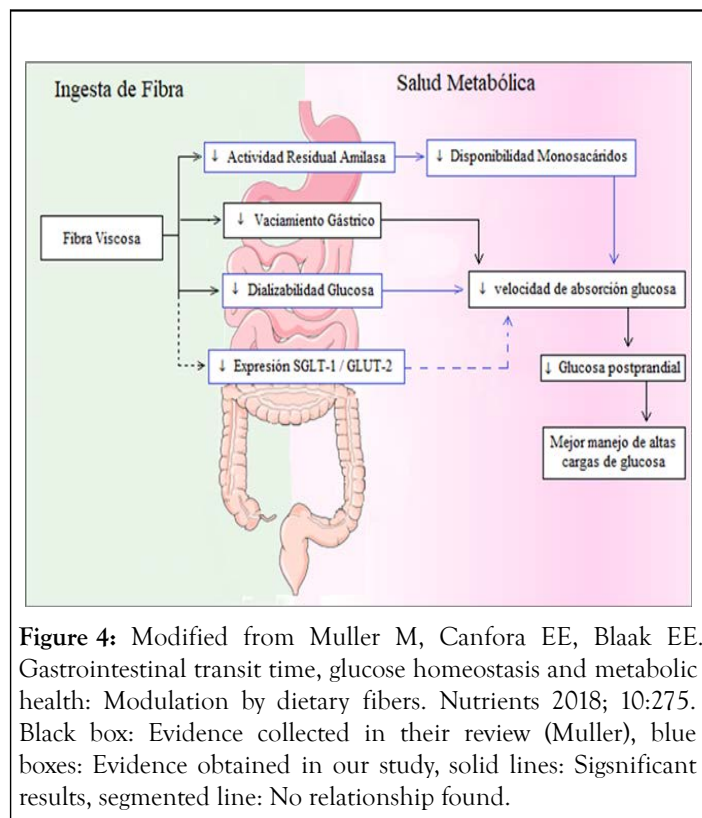 Ingesta de Fibra
Salud Metabólica
↓ Actividad Residual Amilasa
↓ Disponibilidad Monosacáridos
↓ Vaciamiento Gástrico
Fibra Viscosa
↓ Dializabilidad Glucosa
↓ velocidad de absorción glucosa
↓ Expresión SGLT-1 / GLUT-2
↓ Glucosa postprandial
Mejor manejo de altas
cargas de glucosa
Figure 4: Modified from Muller M, Canfora EE, Blaak EE.
Gastrointestinal transit time, glucose homeostasis and metabolic
health: Modulation by dietary fibers. Nutrients 2018; 10:275.
Black box: Evidence collected in their review (Muller), blue
boxes: Evidence obtained in our study, solid lines: Sigsnificant
results, segmented line: No relationship found.